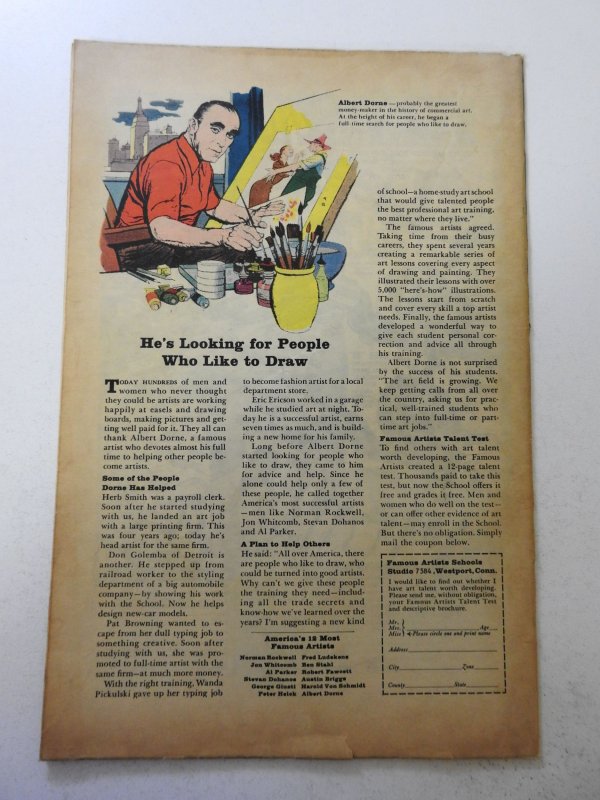 Albert Dorne — probably the greatest
money-maker in the history of commercial art.
At the height of his career, he began a
full-time search for people who like to draw.
He's Looking for People
Who Like to Draw
TODAY HUNDREDS of men and
women who never thought
they could be artists are working
happily at easels and drawing
boards, making pictures and get-
ting well paid for it. They all can
thank Albert Dorne, a famous
artist who devotes almost his full
time to helping other people be-
come artists.
Some of the People
Dorne Has Helped
Herb Smith was a payroll clerk.
Soon after he started studying
with us, he landed an art job
with a large printing firm. This
was four years ago; today he's
head artist for the same firm.
Don Golemba of Detroit is
another. He stepped up from
railroad worker to the styling
department of a big automobile
company—by showing his work
with the School. Now he helps
design new-car models.
Pat Browning wanted to es-
cape from her dull typing job to
something creative. Soon after
studying with us, she was pro-
moted to full-time artist with the
same firm—at much more money.
With the right training, Wanda
Pickulski gave up her typing job
to become fashion artist for a local
department store.
Eric Ericson worked in a garage
while he studied art at night. To-
day he is a successful artist, earns
seven times as much, and is build-
ing a new home for his family.
Long before Albert Dorne
started looking for people who
like to draw, they came to him
for advice and help. Since he
alone could help only a few of
these people, he called together
America's most successful artists
—men like Norman Rockwell,
Jon Whitcomb, Stevan Dohanos
and Al Parker.
A Plan to Help Others
He said: "All over America, there
are people who like to draw, who
could be turned into good artists.
Why can't we give these people
the training they need—includ-
ing all the trade secrets and
know-how we've learned over the
years? I'm suggesting a new kind
America's 12 Most
Famous Artists
Norman Rockwell Fred Ludekens
Jon Whitcomb Ben Stahl
Al Parker Robert Fawcett
Stevan Dohanos Austin Briggs
George Giusti Harold Von Schmidt
Peter Helck Albert Dorne
of school—a home-study art school
that would give talented people
the best professional art training,
no matter where they live."
The famous artists agreed.
Taking time from their busy
careers, they spent several years
creating a remarkable series of
art lessons covering every aspect
of drawing and painting. They
illustrated their lessons with over
5,000 "here's-how" illustrations.
The lessons start from scratch
and cover every skill a top artist
needs. Finally, the famous artists
developed a wonderful way to
give each student personal cor-
rection and advice all through
his training.
Albert Dorne is not surprised
by the success of his students.
"The art field is growing. We
keep getting calls from all over
the country, asking us for prac-
tical, well-trained students who
can step into full-time or part-
time art jobs."
Famous Artists Talent Test
To find others with art talent
worth developing, the Famous
Artists created a 12-page talent
test. Thousands paid to take this
test, but now the School offers it
free and grades it free. Men and
women who do well on the test—
or can offer other evidence of art
talent—may enroll in the School.
But there's no obligation. Simply
mail the coupon below.
Famous Artists Schools
Studio 7384, Westport, Conn.
I would like to find out whether I
have art talent worth developing.
Please send me, without obligation,
your Famous Artists Talent Test
and descriptive brochure.
Mr.
Mrs. Age
Miss Please circle one and print name
Address
City Zone
County State